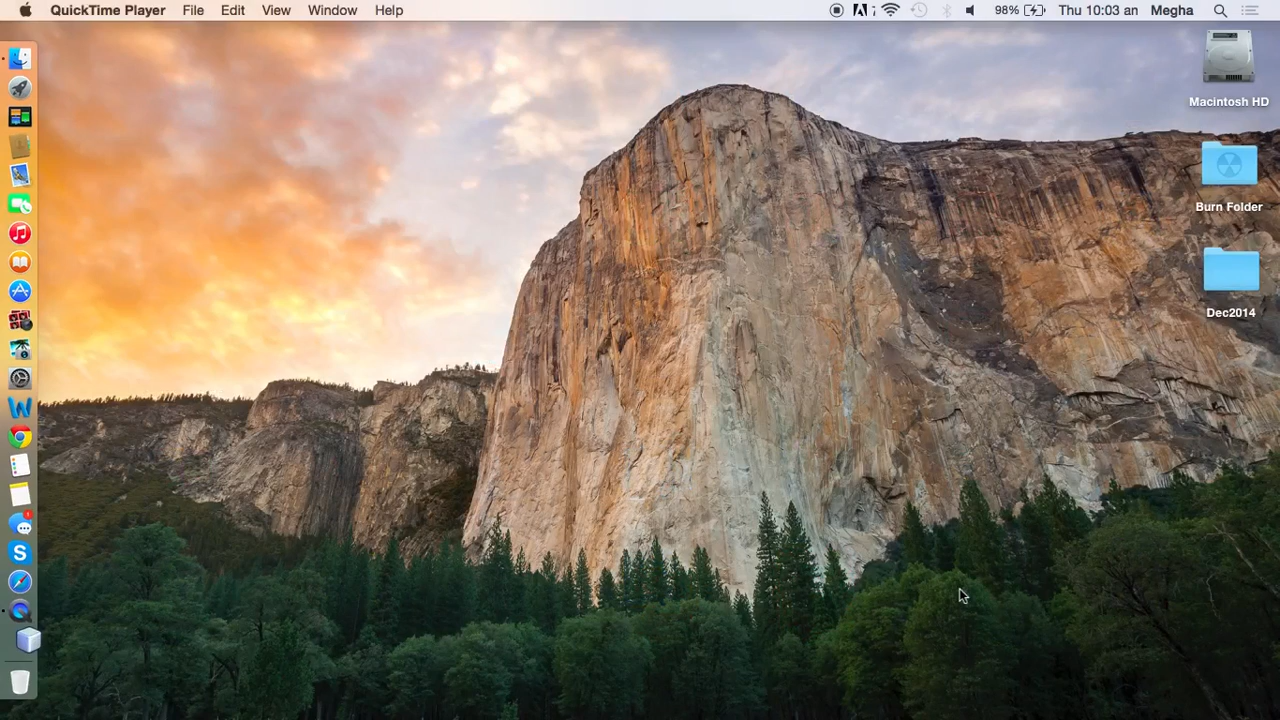 QuickTime Player File Edit View Window Help 98% Thu 10:03 an Megha
Macintosh HD
Burn Folder
Dec2014